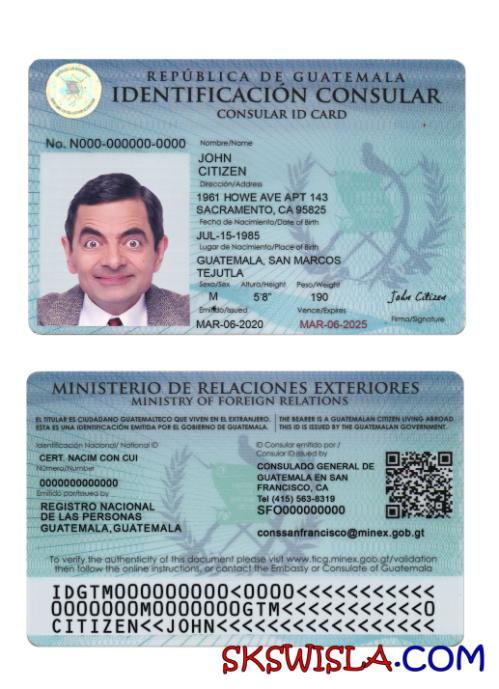 REPÚBLICA DE GUATEMALA
IDENTIFICACIÓN CONSULAR
CONSULAR ID CARD
No. N000-000000-0000
Nombre/Name
JOHN
CITIZEN
Dirección/Address
1961 HOWE AVE APT 143
SACRAMENTO, CA 95825
Fecha de Nacimiento/Date of Birth
JUL-15-1985
Lugar de Nacimiento/Place of Birth
GUATEMALA, SAN MARCOS
TEJUTLA
Sexo/Sex Altura/Height Peso/Weight
M 5'8" 190
Emitido/Issued Vence/Expires
MAR-06-2020 MAR-06-2025
John Citizen
Firma/Signature
MINISTERIO DE RELACIONES EXTERIORES
MINISTRY OF FOREIGN RELATIONS
EL TITULAR ES CIUDADANO GUATEMALTECO QUE VIVEN EN EL EXTRANJERO.
ESTA ES UNA IDENTIFICACIÓN EMITIDA POR EL GOBIERNO DE GUATEMALA.
THE BEARER IS A GUATEMALAN CITIZEN LIVING ABROAD
THIS ID IS ISSUED BY THE GUATEMALAN GOVERNMENT.
Identificación Nacional/ National ID
CERT. NACIM CON CUI
Número/Number
0000000000000
Emitido por/Issued by
REGISTRO NACIONAL
DE LAS PERSONAS
GUATEMALA,GUATEMALA
ID Consular emitido por /
Consular ID issued by
CONSULADO GENERAL DE
GUATEMALA EN SAN
FRANCISCO, CA
Tel (415) 563-8319
SFO000000000
conssanfrancisco@minex.gob.gt
To verify the authenticity of this document please visit www.ticg.minex.gob.gt/validation
then follow the online instructions, or contact the Embassy or Consulate of Guatemala
IDGTM0000000000<0000<<<<<<<<<<<
0000000M0000000GTM<<<<<<<<<<<0
CITIZEN<<JOHN<<<<<<<<<<<<<<<<<
SKSWISLA.COM